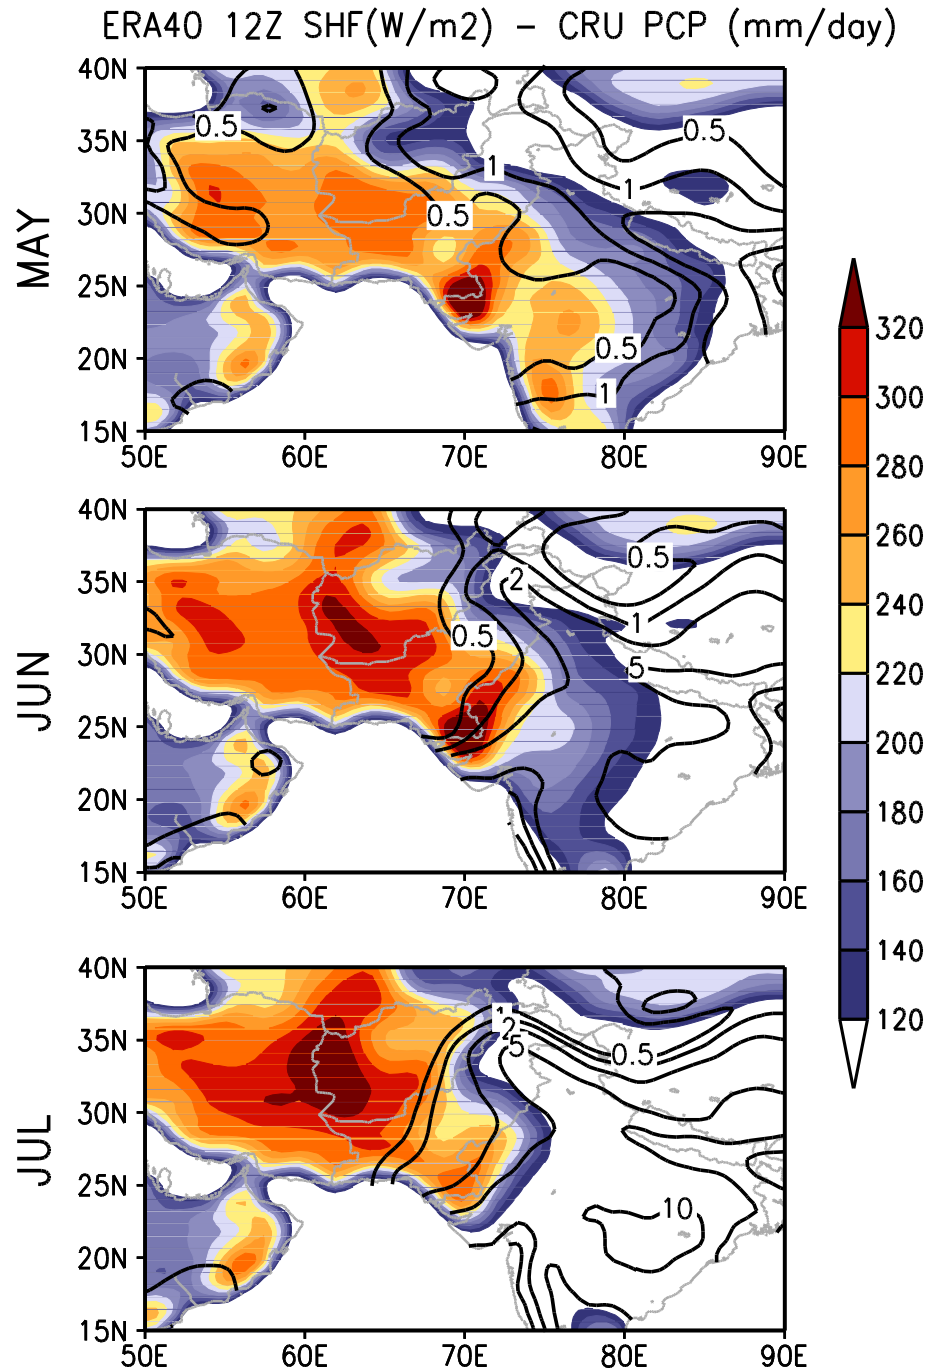 ERA40 12Z SHF(W/m2) – CRU PCP (mm/day)
MAY
40N
35N
30N
25N
20N
15N
50E 60E 70E 80E 90E
0.5
0.5
1
1
0.5
0.5
1
JUN
40N
35N
30N
25N
20N
15N
50E 60E 70E 80E 90E
0.5
2
1
0.5
5
JUL
40N
35N
30N
25N
20N
15N
50E 60E 70E 80E 90E
1
2
5
0.5
10
320
300
280
260
240
220
200
180
160
140
120